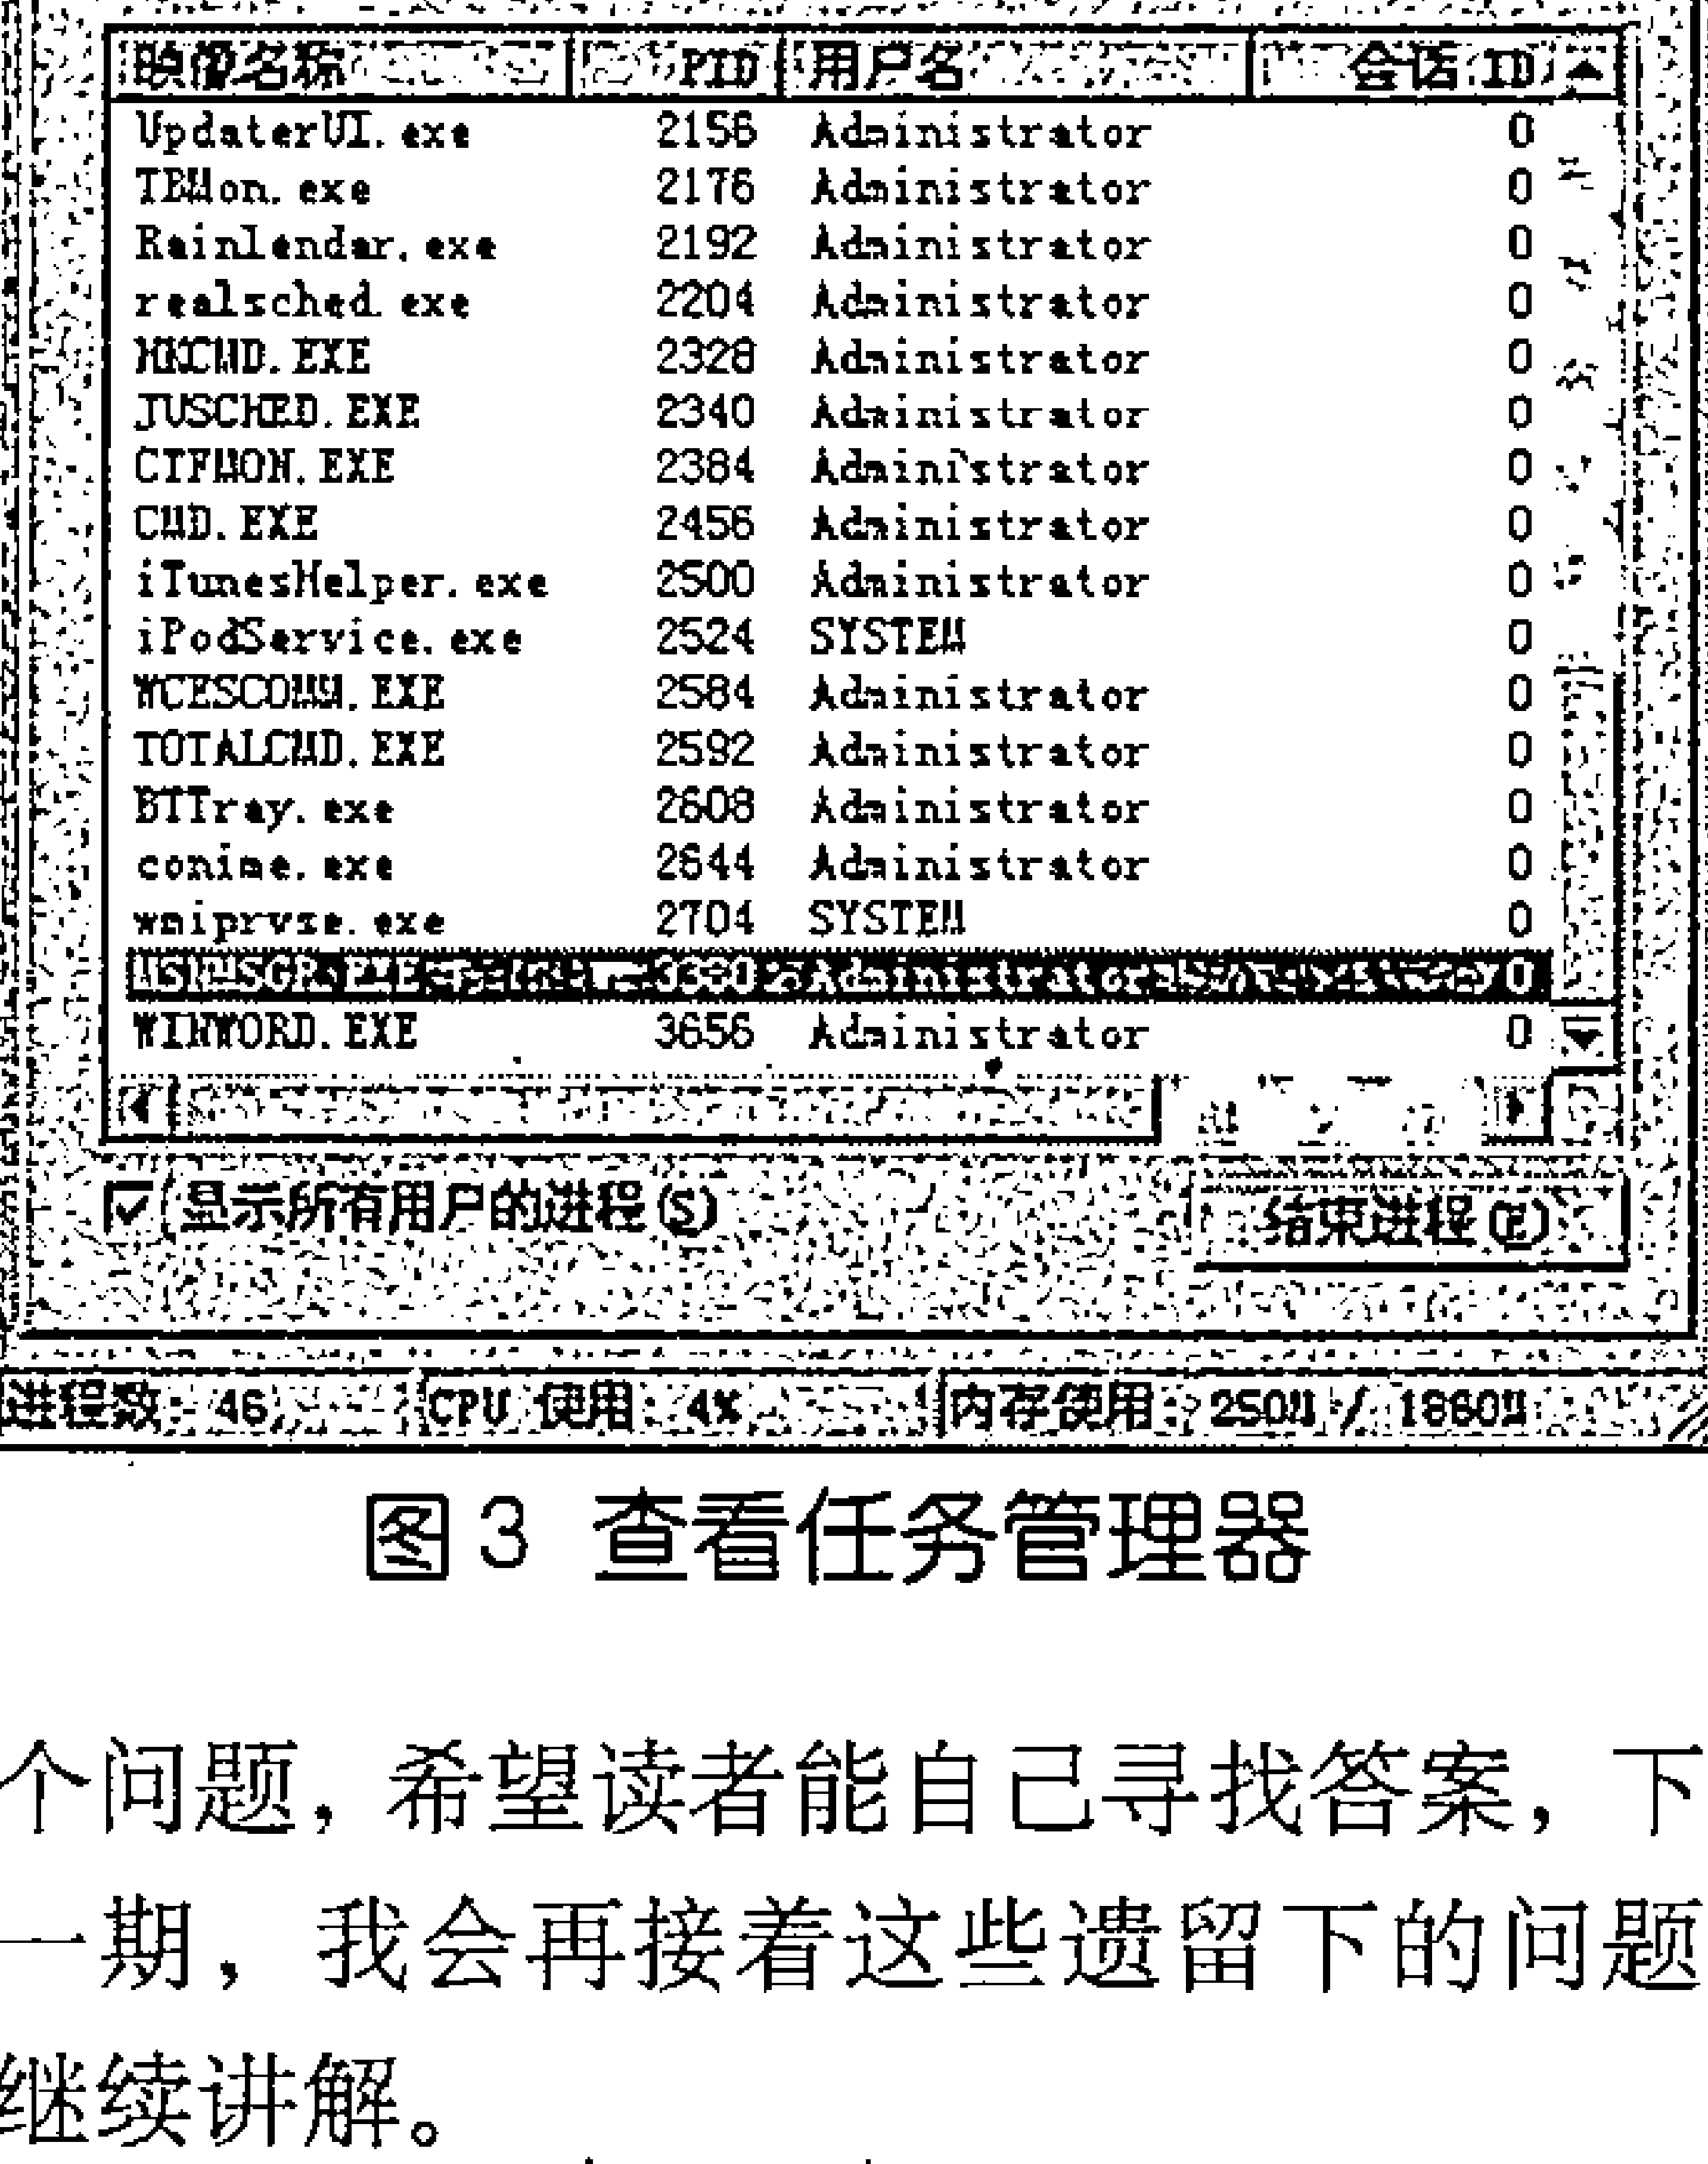 映像名称 PID 用户名 会话 ID
UpdaterUI.exe 2156 Administrator 0
TBMon.exe 2176 Administrator 0
Rainlendar.exe 2192 Administrator 0
realsched.exe 2204 Administrator 0
HKCMD.EXE 2328 Administrator 0
JUSCHED.EXE 2340 Administrator 0
CTFMON.EXE 2384 Administrator 0
CMD.EXE 2456 Administrator 0
iTunesHelper.exe 2500 Administrator 0
iPodService.exe 2524 SYSTEM 0
WCESCOMM.EXE 2584 Administrator 0
TOTALCMD.EXE 2592 Administrator 0
BTTray.exe 2608 Administrator 0
conime.exe 2644 Administrator 0
wmiprvse.exe 2704 SYSTEM 0
Administrator 0
WINWORD.EXE 3656 Administrator 0
显示所有用户的进程(S) 结束进程(E)
进程数: 46 CPU 使用: 4% 内存使用: 250M / 1860M
图 3 查看任务管理器
个问题，希望读者能自己寻找答案，下
一期，我会再接着这些遗留下的问题
继续讲解。